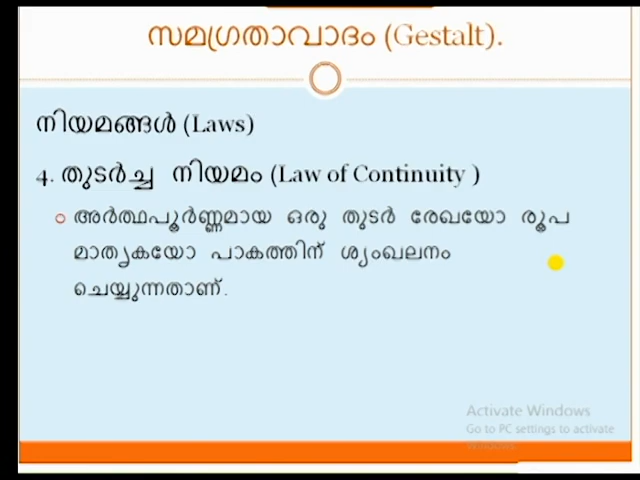 സമഗ്രതാവാദം (Gestalt).
നിയമങ്ങൾ (Laws)
4. തുടർച്ച നിയമം (Law of Continuity )
അർത്ഥപൂർണ്ണമായ ഒരു തുടർ രേഖയോ രൂപ
മാതൃകയോ പാകത്തിന് ശൃംഖലനം
ചെയ്യുന്നതാണ്.
Activate Windows
Go to PC settings to activate
Windows.